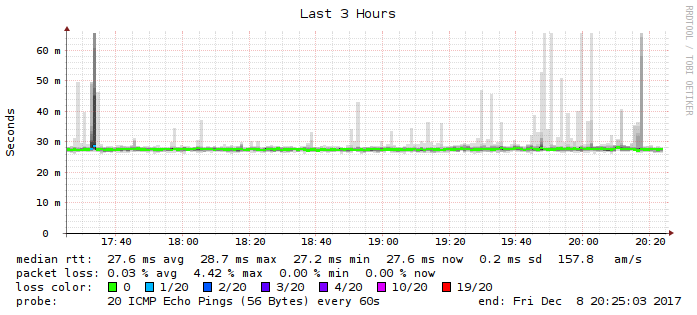 Last 3 Hours
RRDTOOL / TOBI OETIKER
Seconds
60 m
50 m
40 m
30 m
20 m
10 m
0
17:40 18:00 18:20 18:40 19:00 19:20 19:40 20:00 20:20
median rtt: 27.6 ms avg 28.7 ms max 27.2 ms min 27.6 ms now 0.2 ms sd 157.8 am/s
packet loss: 0.03 % avg 4.42 % max 0.00 % min 0.00 % now
loss color: 0 1/20 2/20 3/20 4/20 10/20 19/20
probe: 20 ICMP Echo Pings (56 Bytes) every 60s end: Fri Dec 8 20:25:03 2017